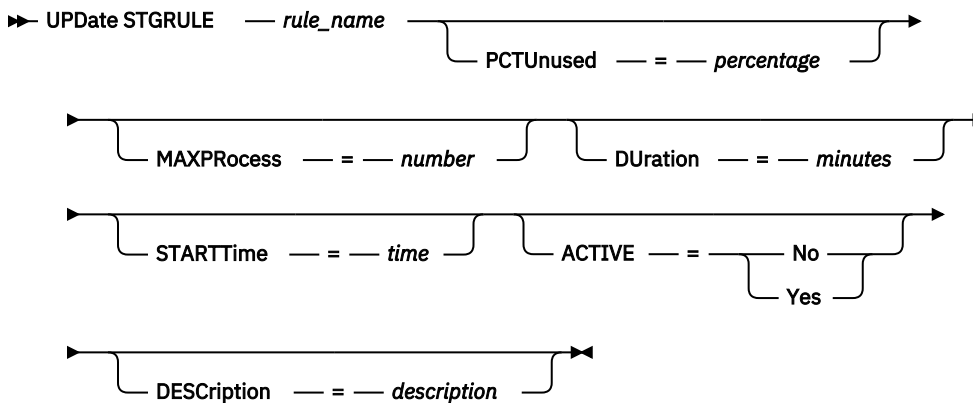 UPDate STGRULE rule_name
PCTUnused = percentage
MAXPRocess = number DUration = minutes
STARTTime = time ACTIVE = No
Yes
DESCription = description